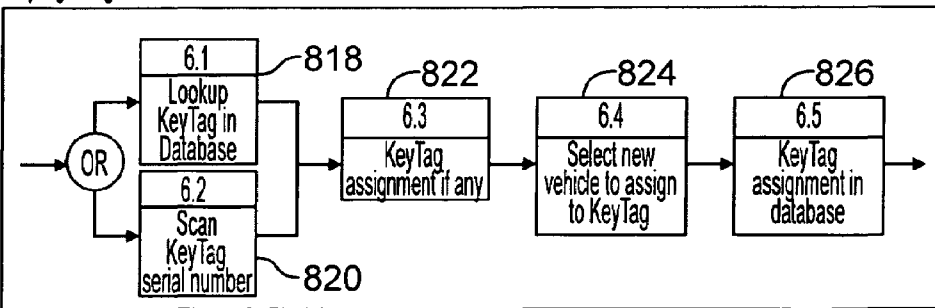 6.1
818
Lookup
KeyTag in
Database
OR
6.2
Scan
KeyTag
serial number
820
822
6.3
KeyTag
assignment if any
824
6.4
Select new
vehicle to assign
to KeyTag
826
6.5
KeyTag
assignment in
database